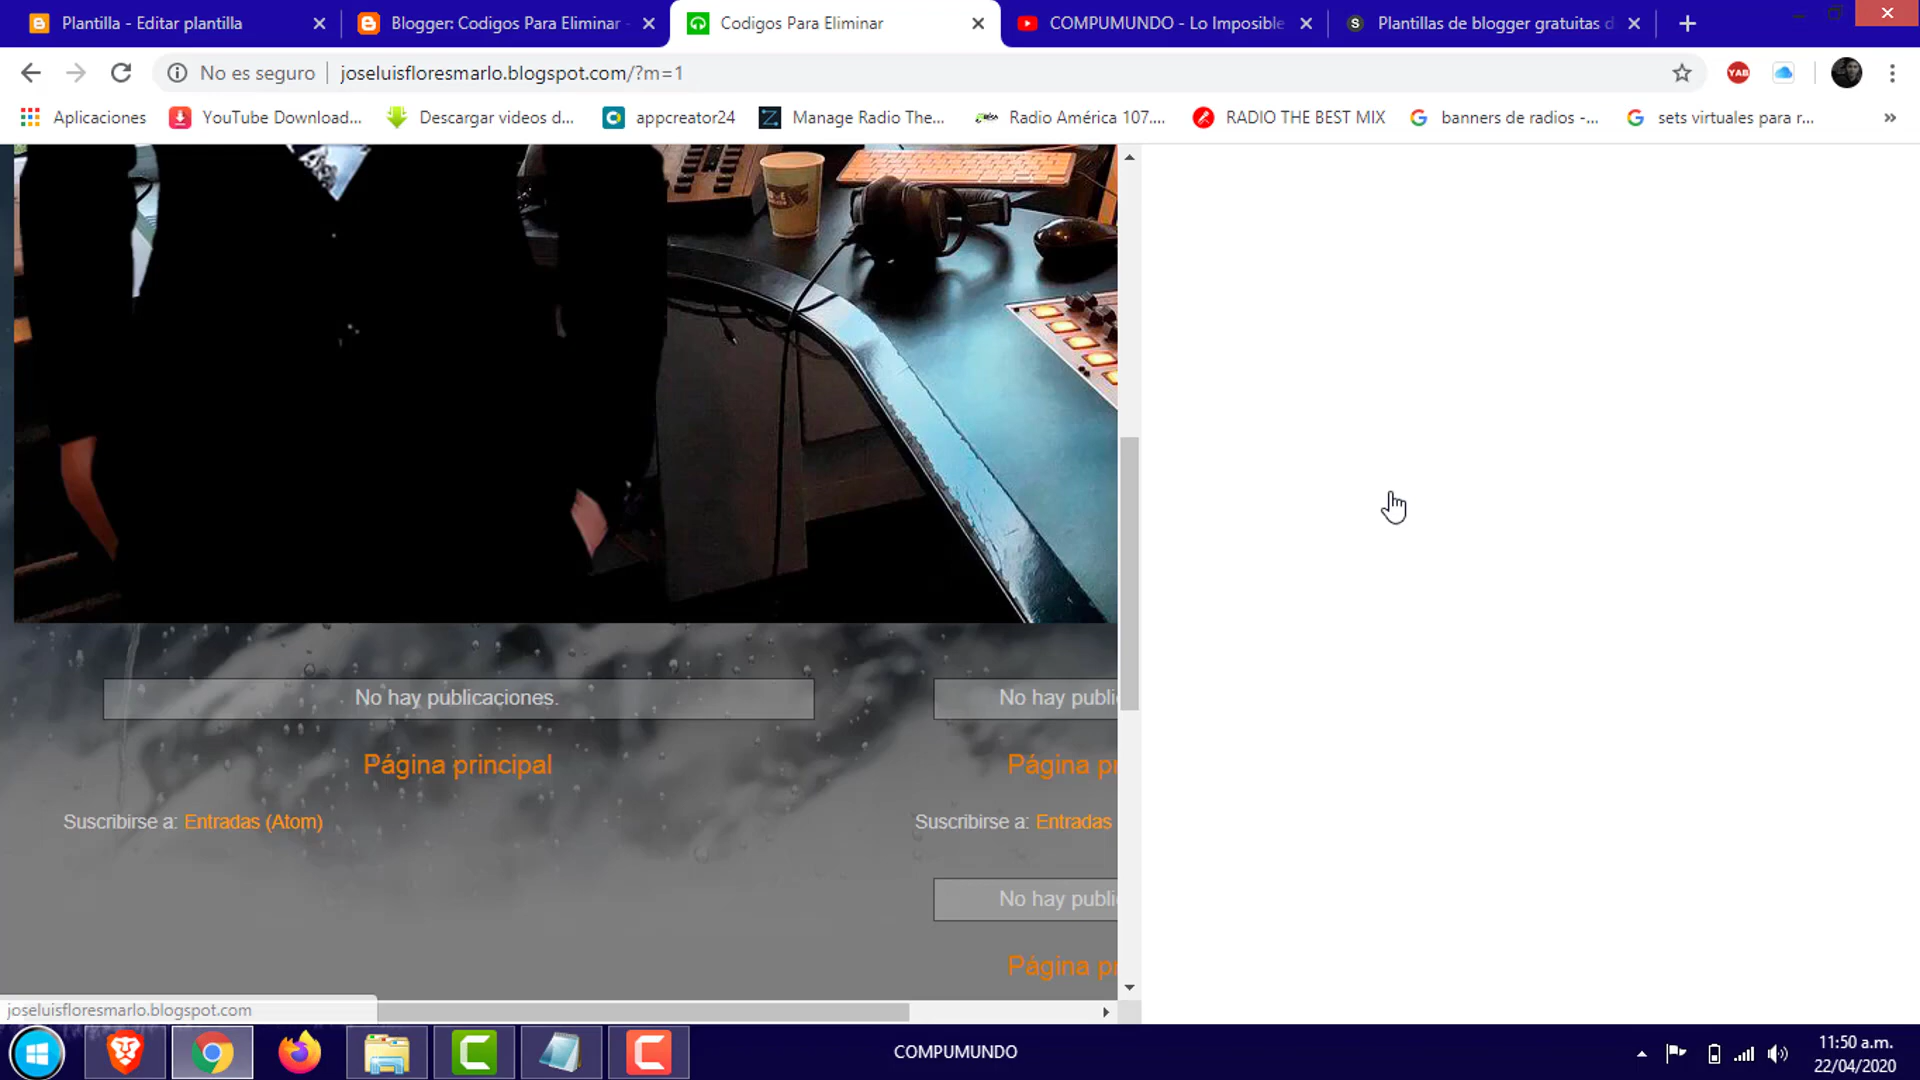 Plantilla - Editar plantilla
Blogger: Codigos Para Eliminar -
Codigos Para Eliminar
COMPUMUNDO - Lo Imposible
Plantillas de blogger gratuitas d
No es seguro
joseluisfloresmarlo.blogspot.com/?m=1
YAB
Aplicaciones
YouTube Download...
Descargar videos d...
appcreator24
Manage Radio The...
Radio América 107....
RADIO THE BEST MIX
banners de radios -...
sets virtuales para r...
»
No hay publicaciones.
No hay publi
Página principal
Página p
Suscribirse a: Entradas (Atom)
Suscribirse a: Entradas
No hay publi
Página p
joseluisfloresmarlo.blogspot.com
COMPUMUNDO
11:50 a.m.
22/04/2020